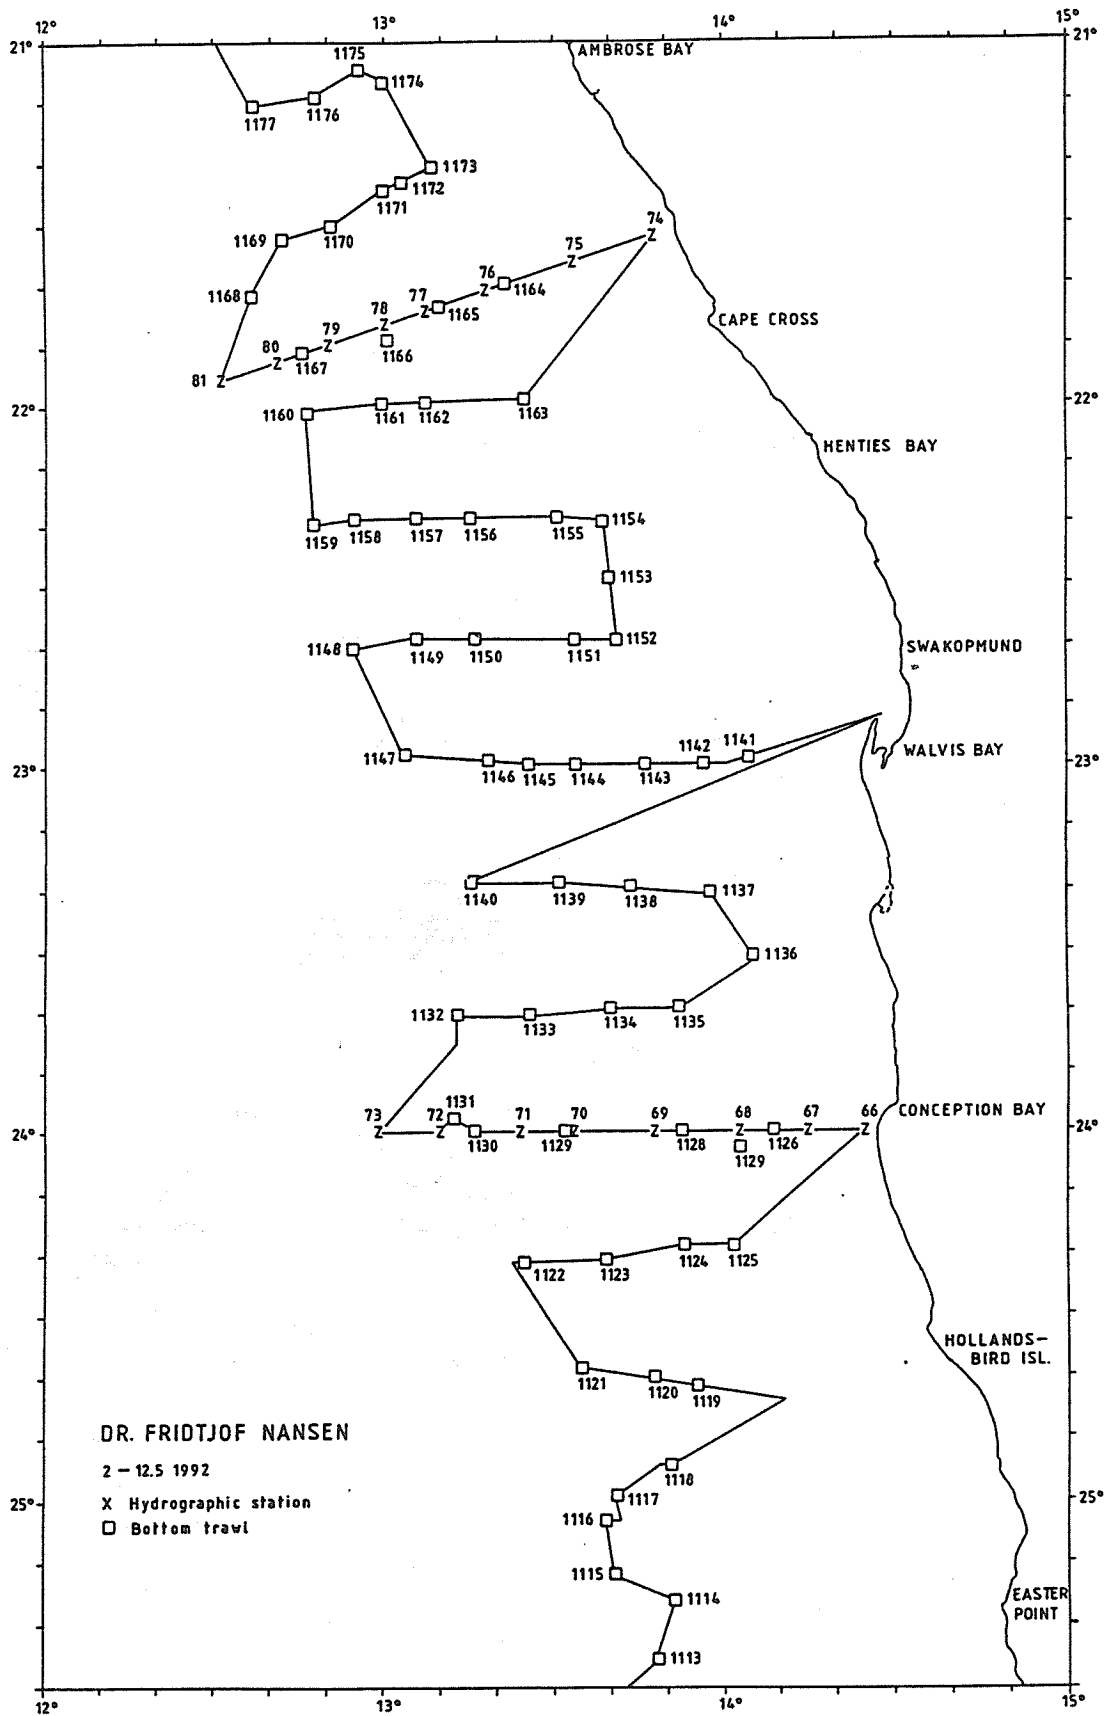 12° 13° 14° 15°
21° 21°
AMBROSE BAY
1175
1174
1176
1177
1173
1172
1171
1170
1169
74
75
76
1164
1168
77
1165
78
79
1166
80
1167
81
CAPE CROSS
22° 22°
1160 1161 1162 1163
HENTIES BAY
1159 1158 1157 1156 1155 1154
1153
1148 1149 1150 1151 1152
SWAKOPMUND
1142 1141
1147 1146 1145 1144 1143
WALVIS BAY
23° 23°
1140 1139 1138 1137
1136
1132 1133 1134 1135
1131
73 72 71 70 69 68 67 66
CONCEPTION BAY
24° 24°
1130 1129 1128 1126
1129
1122 1123 1124 1125
HOLLANDS-
BIRD ISL.
1121 1120 1119
DR. FRIDTJOF NANSEN
2 - 12.5 1992
X Hydrographic station
Bottom trawl
1118
1117
25° 25°
1116
1115
1114
EASTER
POINT
1113
12° 13° 14° 15°